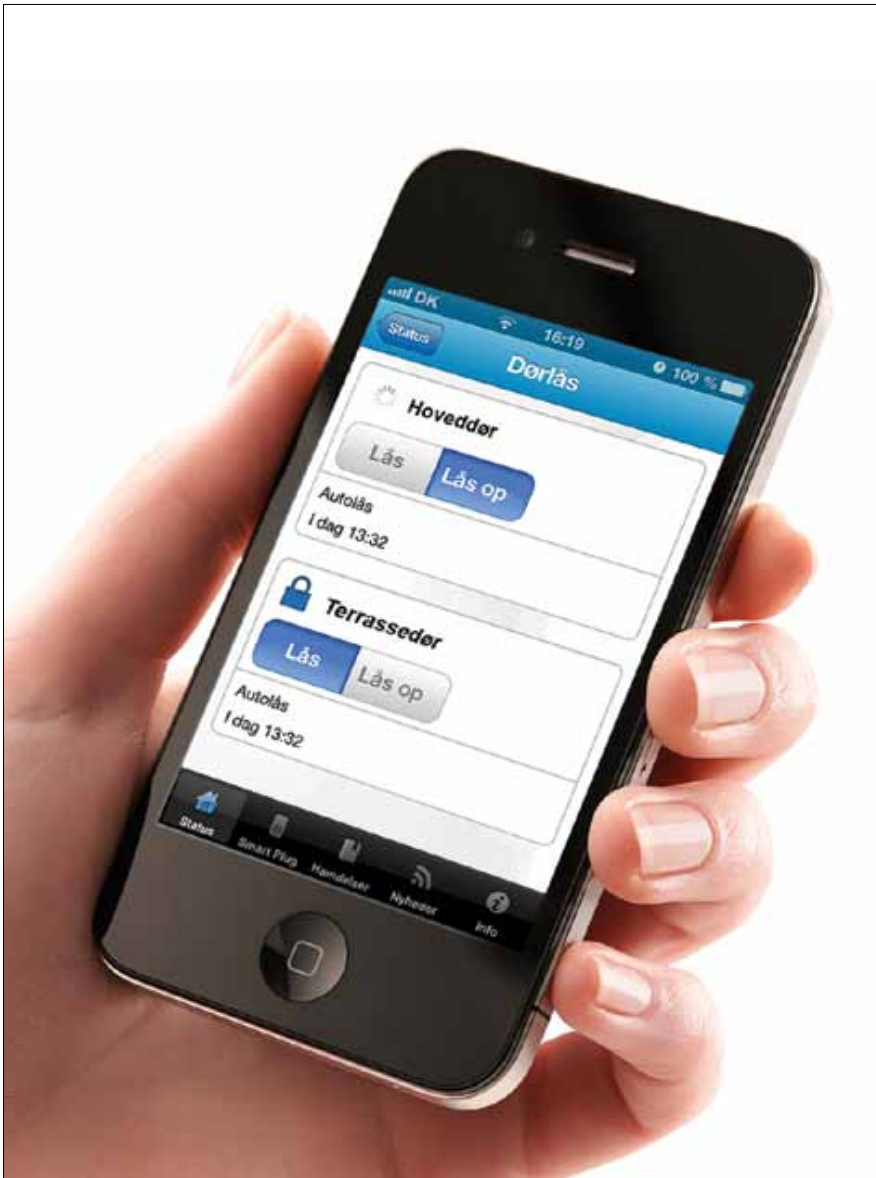 DK 16:19 100 %
Status Dørlås
Hoveddør
Lås Lås op
Autolås
I dag 13:32
Terrassedør
Lås Lås op
Autolås
I dag 13:32
Status Smart Plug Hændelser Nyheder Info